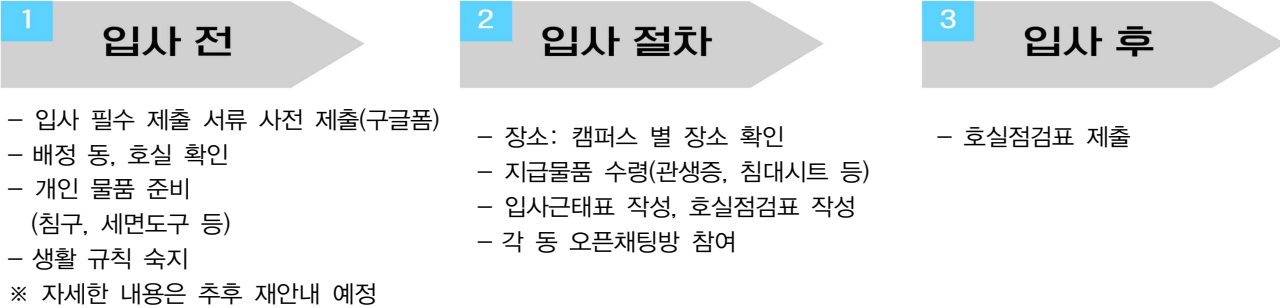 1
입사 전
- 입사 필수 제출 서류 사전 제출(구글폼)
- 배정 동, 호실 확인
- 개인 물품 준비
(침구, 세면도구 등)
- 생활 규칙 숙지
※ 자세한 내용은 추후 재안내 예정
2
입사 절차
- 장소: 캠퍼스 별 장소 확인
- 지급물품 수령(관생증, 침대시트 등)
- 입사근태표 작성, 호실점검표 작성
- 각 동 오픈채팅방 참여
3
입사 후
- 호실점검표 제출